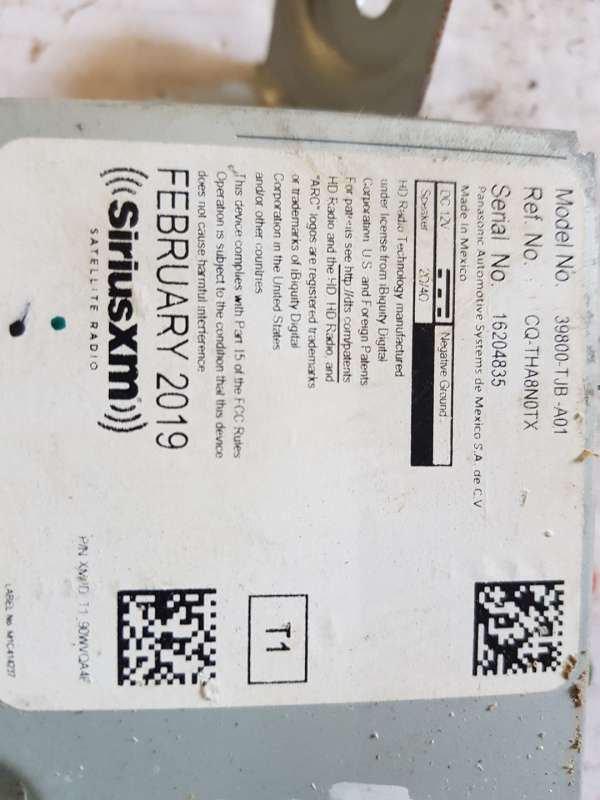 Model No. 39800-TJB-A01
Ref. No. CQ-THA8N0TX
Serial No. 16204835
Panasonic Automotive Systems de Mexico S.A. de C.V
Made in Mexico
DC 12V Negative Ground
Speaker 2Ω/4Ω
HD Radio Technology manufactured
under license from iBiquity Digital
Corporation U.S. and Foreign Patents
For patents see http://dts.com/patents
HD Radio and the HD, HD Radio, and
"ARC" logos are registered trademarks
or trademarks of iBiquity Digital
Corporation in the United States
and/or other countries
This device complies with Part 15 of the FCC Rules
Operation is subject to the condition that this device
does not cause harmful interference
FEBRUARY 2019
SiriusXM
SATELLITE RADIO
T1
P/N
LABEL No.